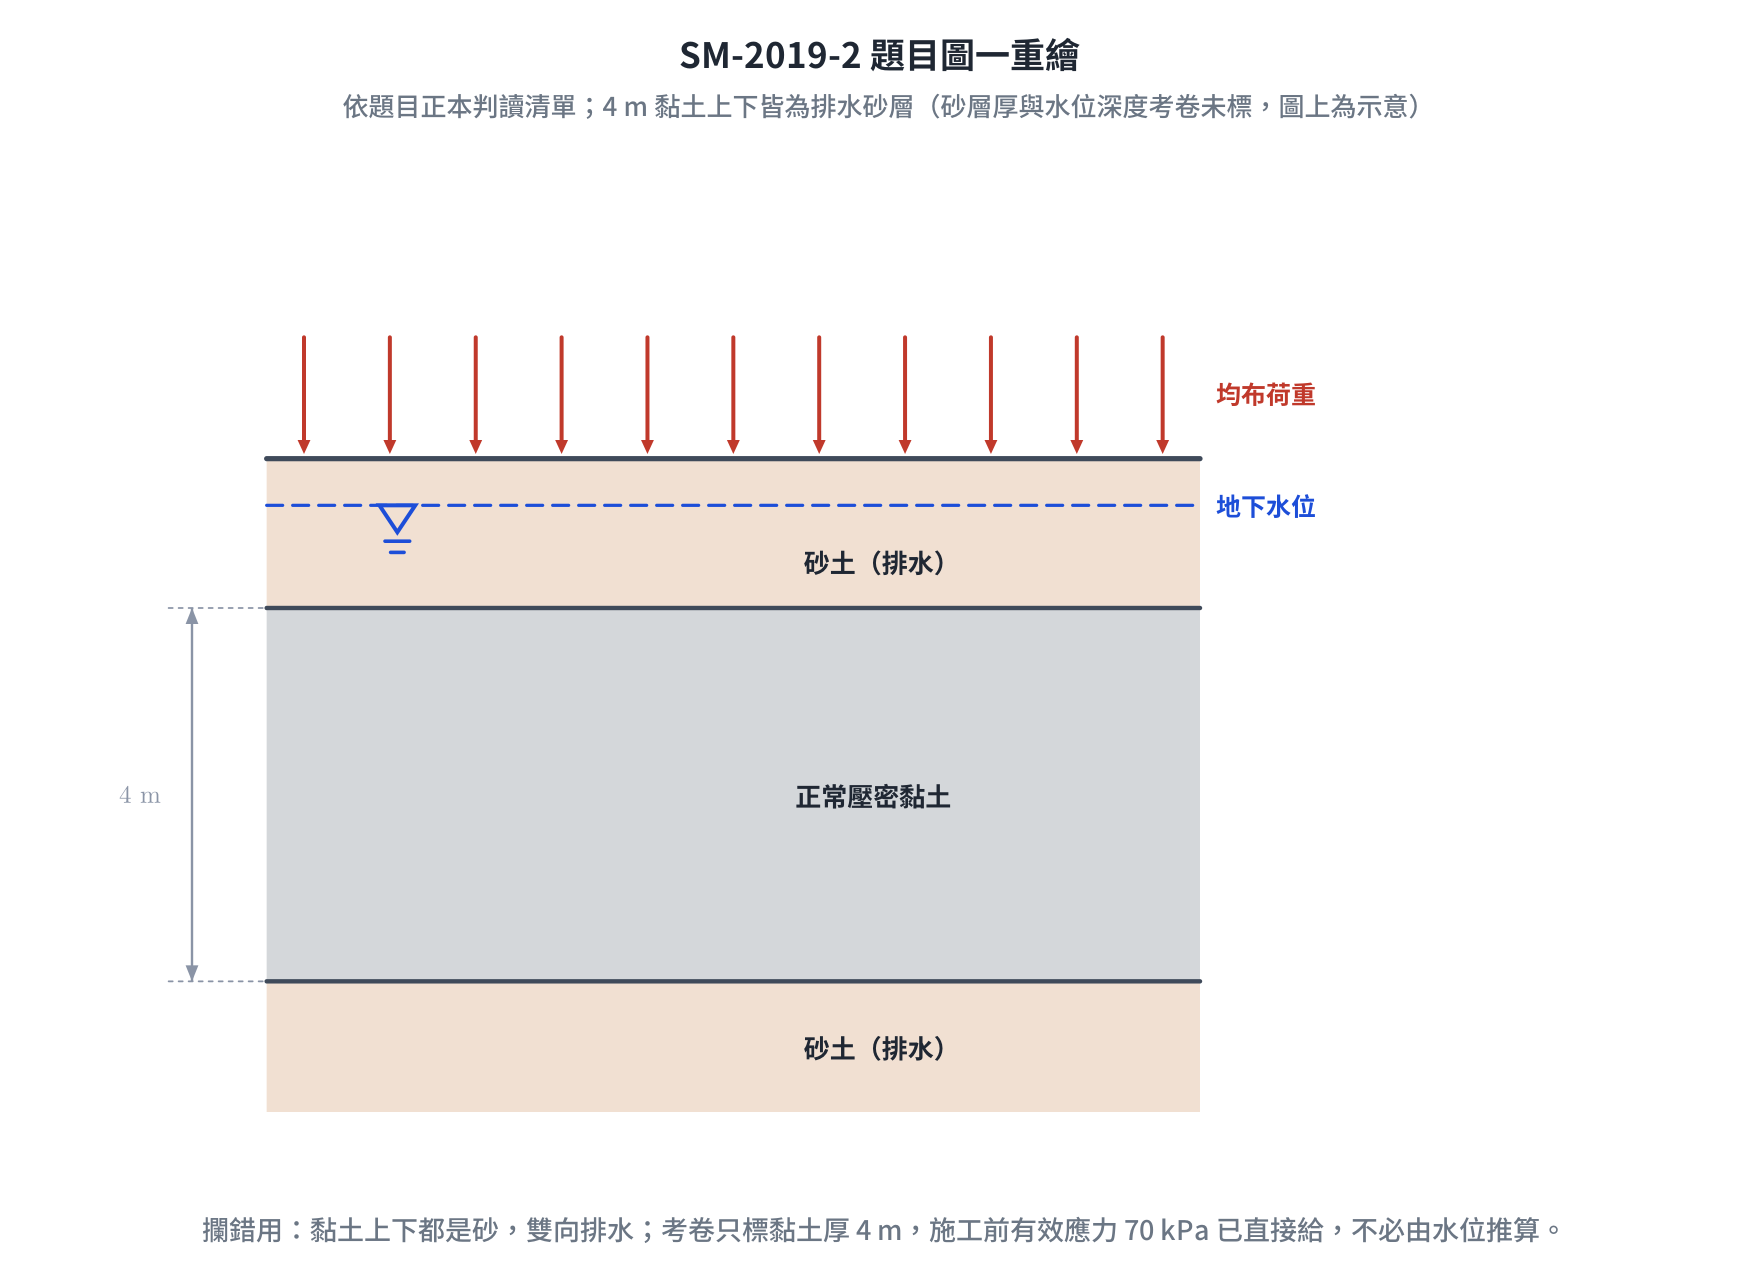 SM-2019-2 題目圖一重繪
依題目正本判讀清單；4 m 黏土上下皆為排水砂層（砂層厚與水位深度考卷未標，圖上為示意）
均布荷重
地下水位
砂土（排水）
4 m
正常壓密黏土
砂土（排水）
攔錯用：黏土上下都是砂，雙向排水；考卷只標黏土厚 4 m，施工前有效應力 70 kPa 已直接給，不必由水位推算。